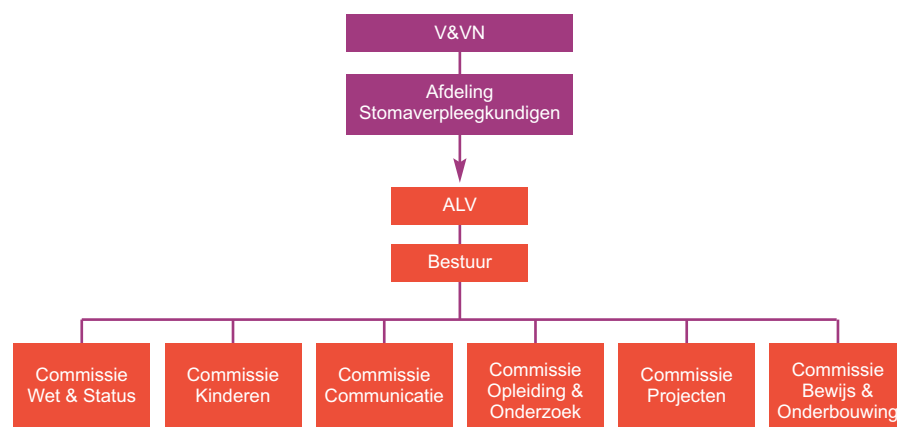 V&VN
Afdeling
Stomaverpleegkundigen
ALV
Bestuur
Commissie
Wet & Status
Commissie
Kinderen
Commissie
Communicatie
Commissie
Opleiding &
Onderzoek
Commissie
Projecten
Commissie
Bewijs &
Onderbouwing